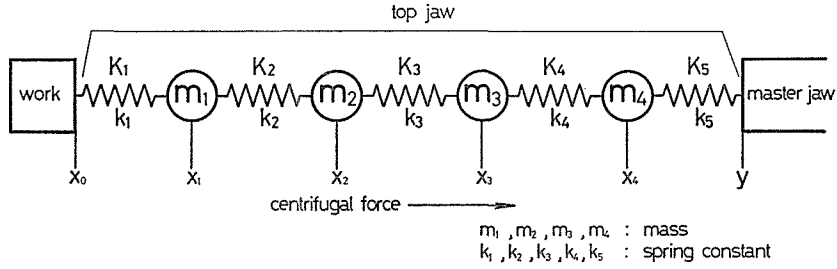 top jaw
K₁ K₂ K₃ K₄ K₅
work m₁ m₂ m₃ m₄ master jaw
k₁ k₂ k₃ k₄ k₅
x₀ x₁ x₂ x₃ x₄ y
centrifugal force
m₁ , m₂ , m₃ , m₄ : mass
k₁ , k₂ , k₃ , k₄ , k₅ : spring constant